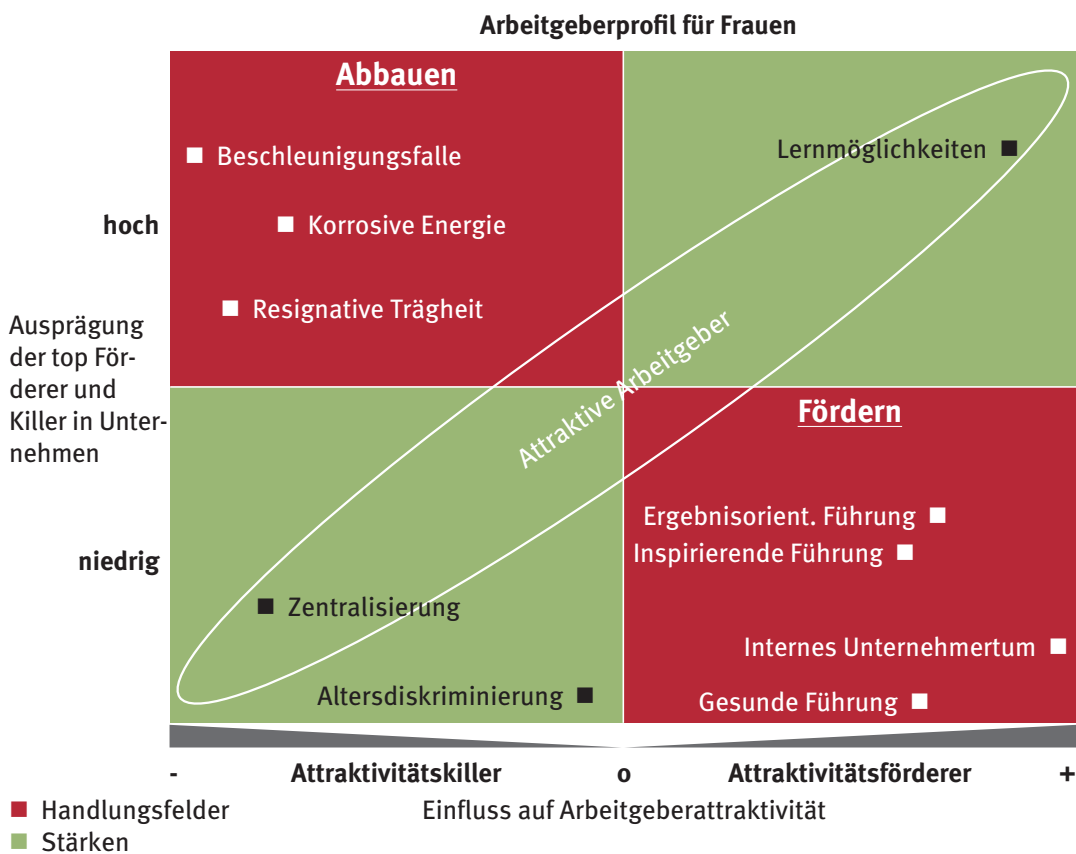 Arbeitgeberprofil für Frauen
Abbauen
Beschleunigungsfalle
Lernmöglichkeiten
hoch
Korrosive Energie
Resignative Trägheit
Ausprägung
der top För-
derer und
Killer in Unter-
nehmen
Attraktive Arbeitgeber
Fördern
Ergebnisorient. Führung
niedrig
Inspirierende Führung
Zentralisierung
Internes Unternehmertum
Altersdiskriminierung
Gesunde Führung
- Attraktivitätskiller o Attraktivitätsförderer +
Handlungsfelder
Einfluss auf Arbeitgeberattraktivität
Stärken